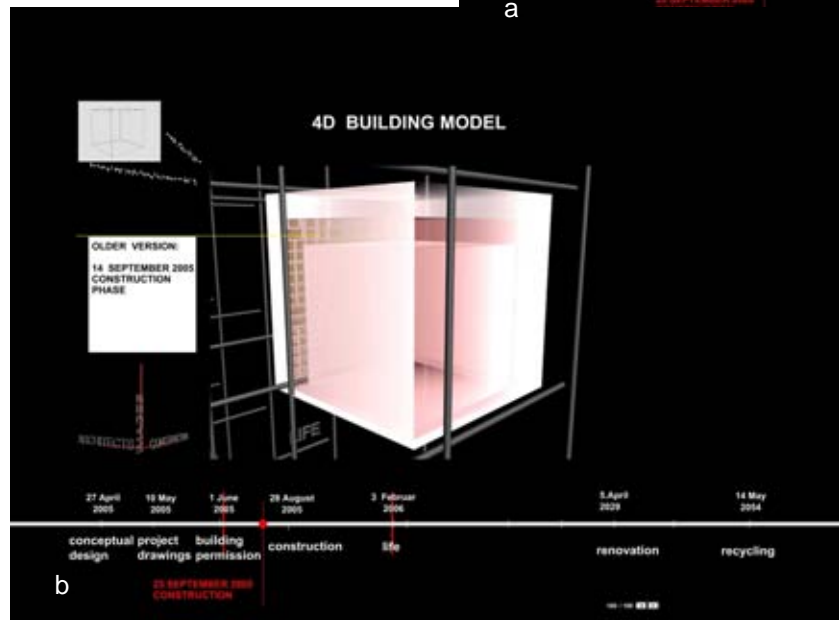 a
4D BUILDING MODEL
OLDER VERSION:
14 SEPTEMBER 2005
CONSTRUCTION
PHASE
LIFE
27 April 2005
10 May 2005
1 June 2005
28 August 2005
3 Februar 2006
5 April 2029
14 May 2054
conceptual design
project drawings
building permission
construction
life
renovation
recycling
b
SEPTEMBER
CONSTRUCTION